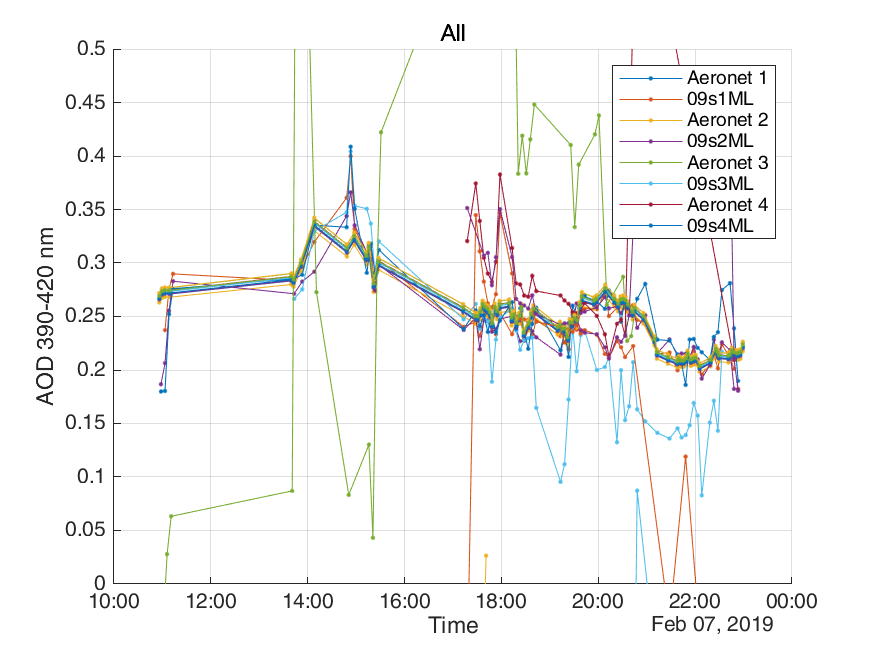 All
0.5
0.45
0.4
0.35
0.3
0.25
0.2
0.15
0.1
0.05
0
AOD 390-420 nm
Aeronet 1
09s1ML
Aeronet 2
09s2ML
Aeronet 3
09s3ML
Aeronet 4
09s4ML
10:00 12:00 14:00 16:00 18:00 20:00 22:00 00:00
Time
Feb 07, 2019